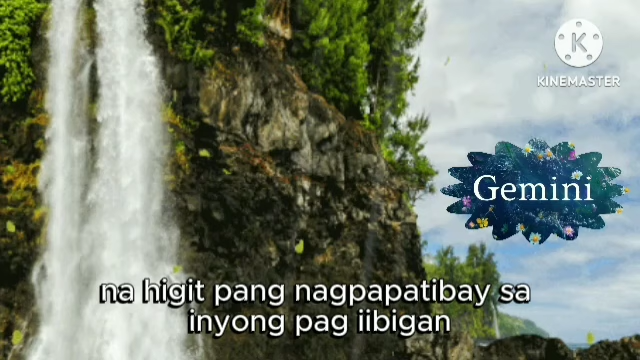 KINEMASTER
Gemini
na higit pang nagpapatibay sa
inyong pag iibigan